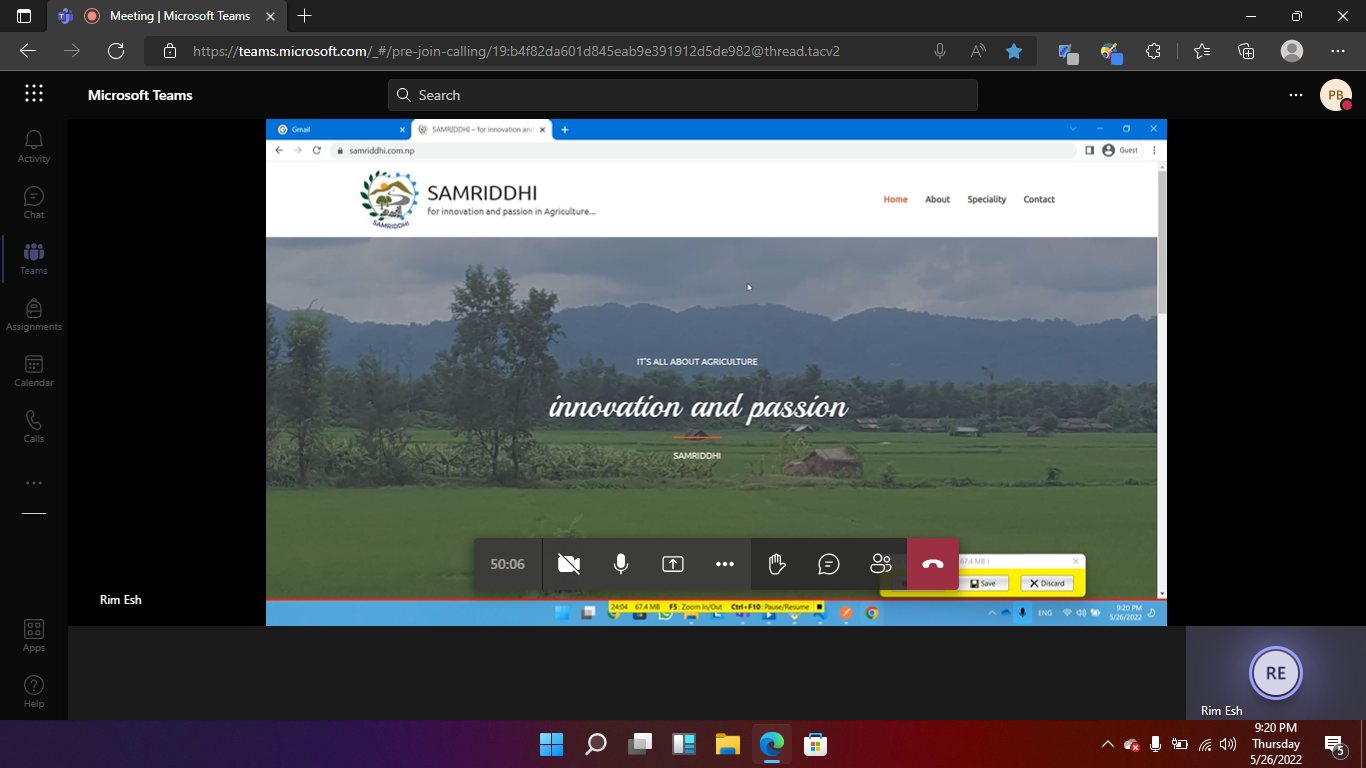 Meeting | Microsoft Teams
https://teams.microsoft.com/_#/pre-join-calling/19:b4f82da601d845eab9e391912d5de982@thread.tacv2
Microsoft Teams
Search
PB
Activity
Chat
Teams
Assignments
Calendar
Calls
Apps
Help
Gmail
SAMRIDDHI – for innovation and
samriddhi.com.np
Guest
SAMRIDDHI
SAMRIDDHI
for innovation and passion in Agriculture...
Home About Speciality Contact
IT'S ALL ABOUT AGRICULTURE
innovation and passion
SAMRIDDHI
50:06
67.4 MB )
Save
Discard
24:04 67.4 MB F5: Zoom In/Out Ctrl+F10: Pause/Resume
ENG
9:20 PM
5/26/2022
Rim Esh
RE
Rim Esh
9:20 PM
Thursday
5/26/2022
5